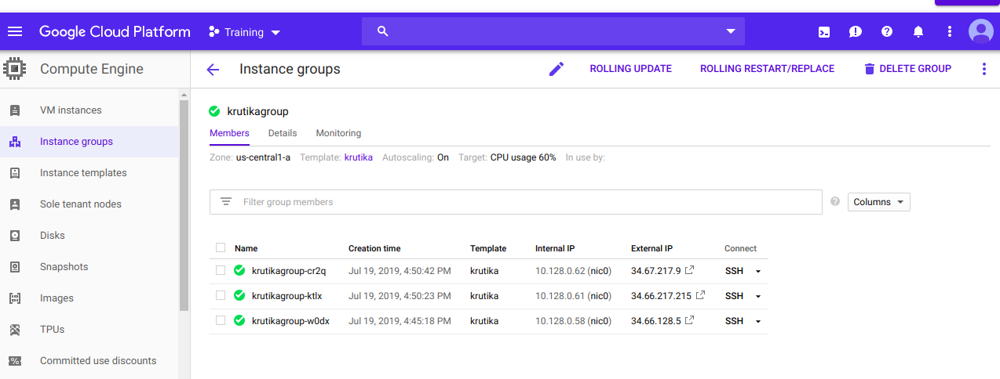 Google Cloud Platform Training
Compute Engine Instance groups ROLLING UPDATE ROLLING RESTART/REPLACE DELETE GROUP
VM instances
Instance groups
Instance templates
Sole tenant nodes
Disks
Snapshots
Images
TPUs
Committed use discounts
krutikagroup
Members Details Monitoring
Zone: us-central1-a Template: krutika Autoscaling: On Target: CPU usage 60% In use by:
Filter group members Columns
Name Creation time Template Internal IP External IP Connect
krutikagroup-cr2q Jul 19, 2019, 4:50:42 PM krutika 10.128.0.62 (nic0) 34.67.217.9 SSH
krutikagroup-ktlx Jul 19, 2019, 4:50:23 PM krutika 10.128.0.61 (nic0) 34.66.217.215 SSH
krutikagroup-w0dx Jul 19, 2019, 4:45:18 PM krutika 10.128.0.58 (nic0) 34.66.128.5 SSH